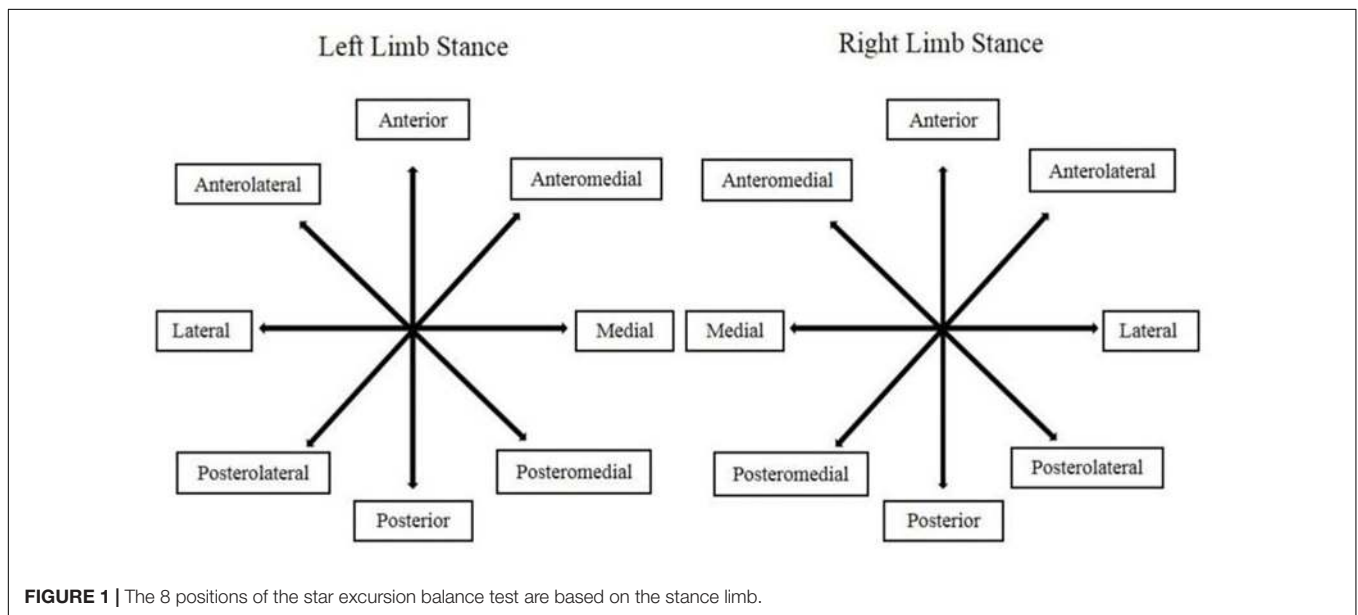 Left Limb Stance
Anterior
Anterolateral
Anteromedial
Lateral
Medial
Posterolateral
Posteromedial
Posterior
Right Limb Stance
Anterior
Anteromedial
Anterolateral
Medial
Lateral
Posteromedial
Posterolateral
Posterior
FIGURE 1 | The 8 positions of the star excursion balance test are based on the stance limb.